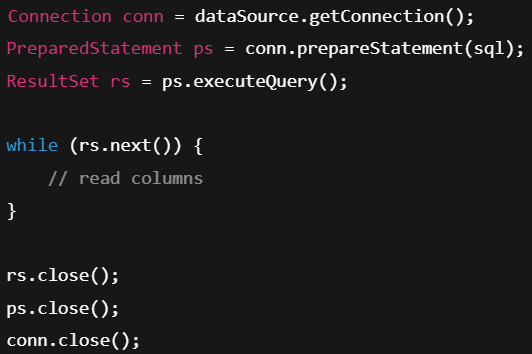 Connection conn = dataSource.getConnection();
PreparedStatement ps = conn.prepareStatement(sql);
ResultSet rs = ps.executeQuery();
while (rs.next()) {
    // read columns
}
rs.close();
ps.close();
conn.close();